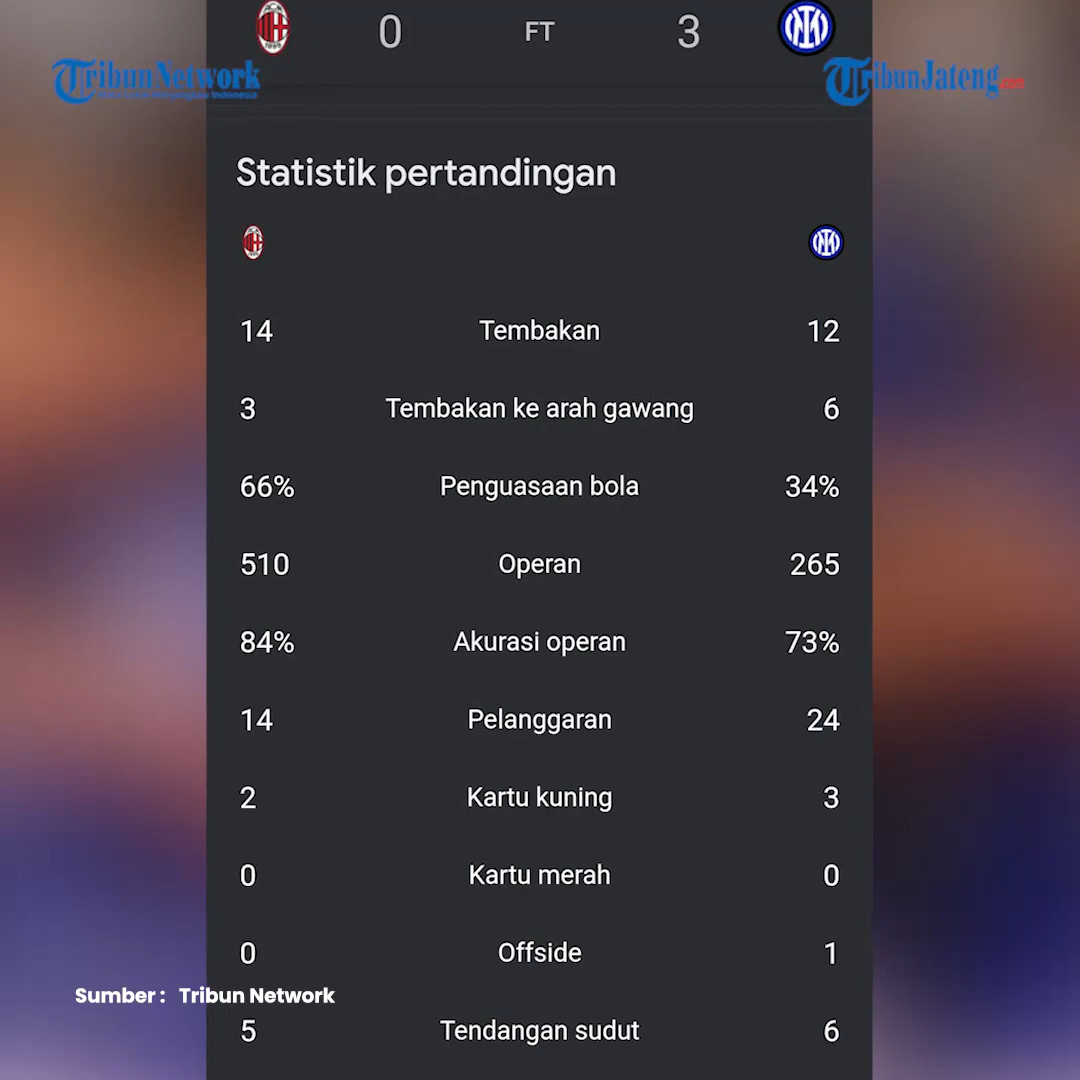 0 FT 3
TribunNetwork
TribunJateng.com
Statistik pertandingan
14 Tembakan 12
3 Tembakan ke arah gawang 6
66% Penguasaan bola 34%
510 Operan 265
84% Akurasi operan 73%
14 Pelanggaran 24
2 Kartu kuning 3
0 Kartu merah 0
0 Offside 1
Sumber : Tribun Network
5 Tendangan sudut 6